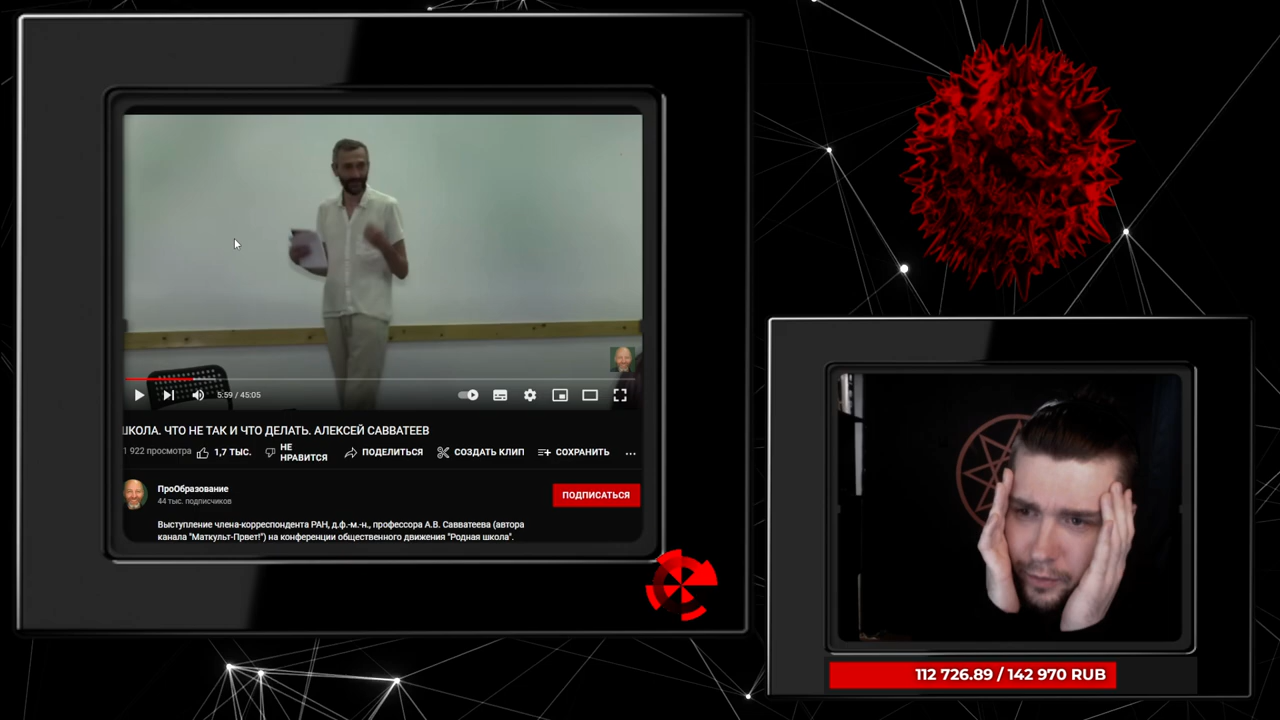 5:59 / 45:05
ШКОЛА. ЧТО НЕ ТАК И ЧТО ДЕЛАТЬ. АЛЕКСЕЙ САВВАТЕЕВ
1 922 просмотра 1,7 ТЫС. НЕ НРАВИТСЯ ПОДЕЛИТЬСЯ СОЗДАТЬ КЛИП СОХРАНИТЬ ...
ПроОбразование
44 тыс. подписчиков
ПОДПИСАТЬСЯ
Выступление члена-корреспондента РАН, д.ф.-м.-н., профессора А.В. Савватеева (автора
канала "Маткульт-Првет!") на конференции общественного движения "Родная школа".
112 726.89 / 142 970 RUB